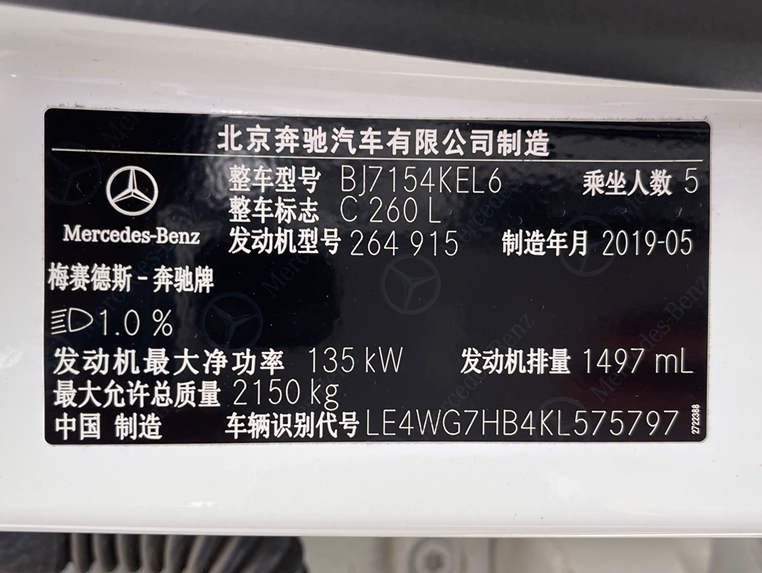 北京奔驰汽车有限公司制造
整车型号 BJ7154KEL6 乘坐人数 5
整车标志 C 260 L
Mercedes-Benz 发动机型号 264 915 制造年月 2019-05
梅赛德斯-奔驰牌
1.0 %
发动机最大净功率 135 kW 发动机排量 1497 mL
最大允许总质量 2150 kg
中国 制造 车辆识别代号 LE4WG7HB4KL575797
2722388